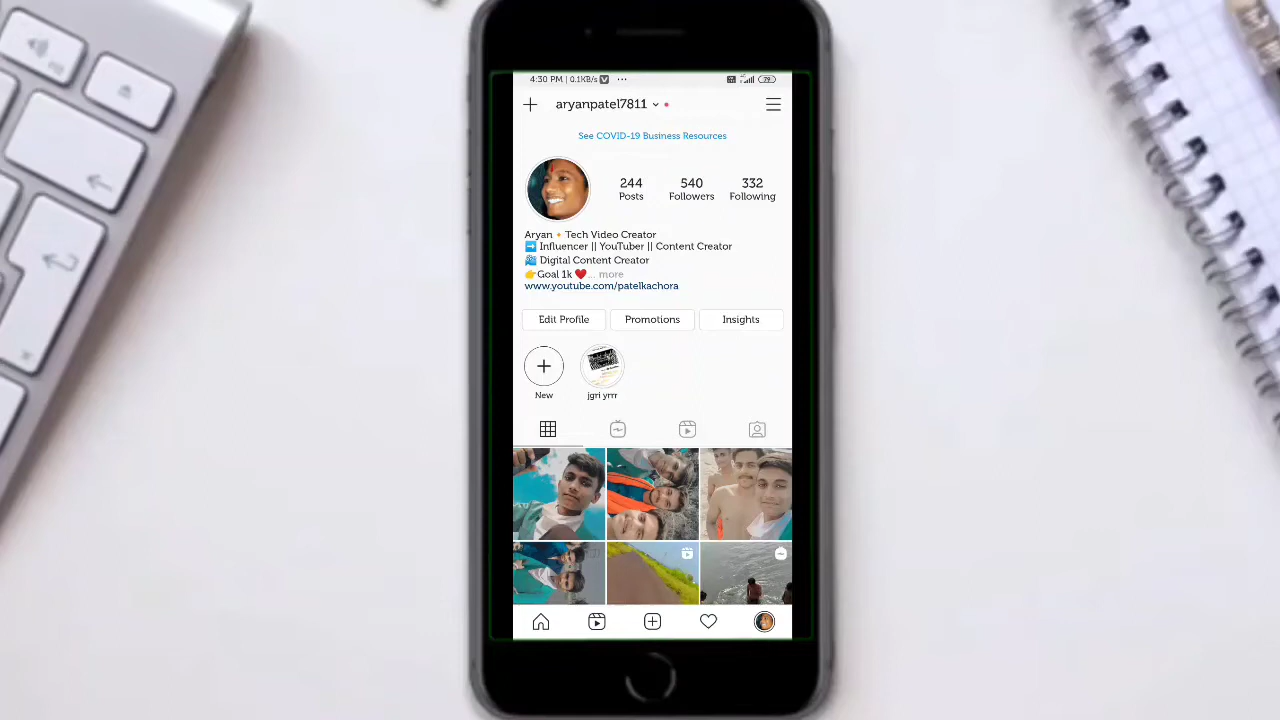 4:30 PM | 0.1KB/s
79
aryanpatel7811
See COVID-19 Business Resources
244 540 332
Posts Followers Following
Aryan🔸Tech Video Creator
➡️ Influencer || YouTuber || Content Creator
Digital Content Creator
👉Goal 1k ❤️... more
www.youtube.com/patelkachora
Edit Profile Promotions Insights
New jgri yrrr